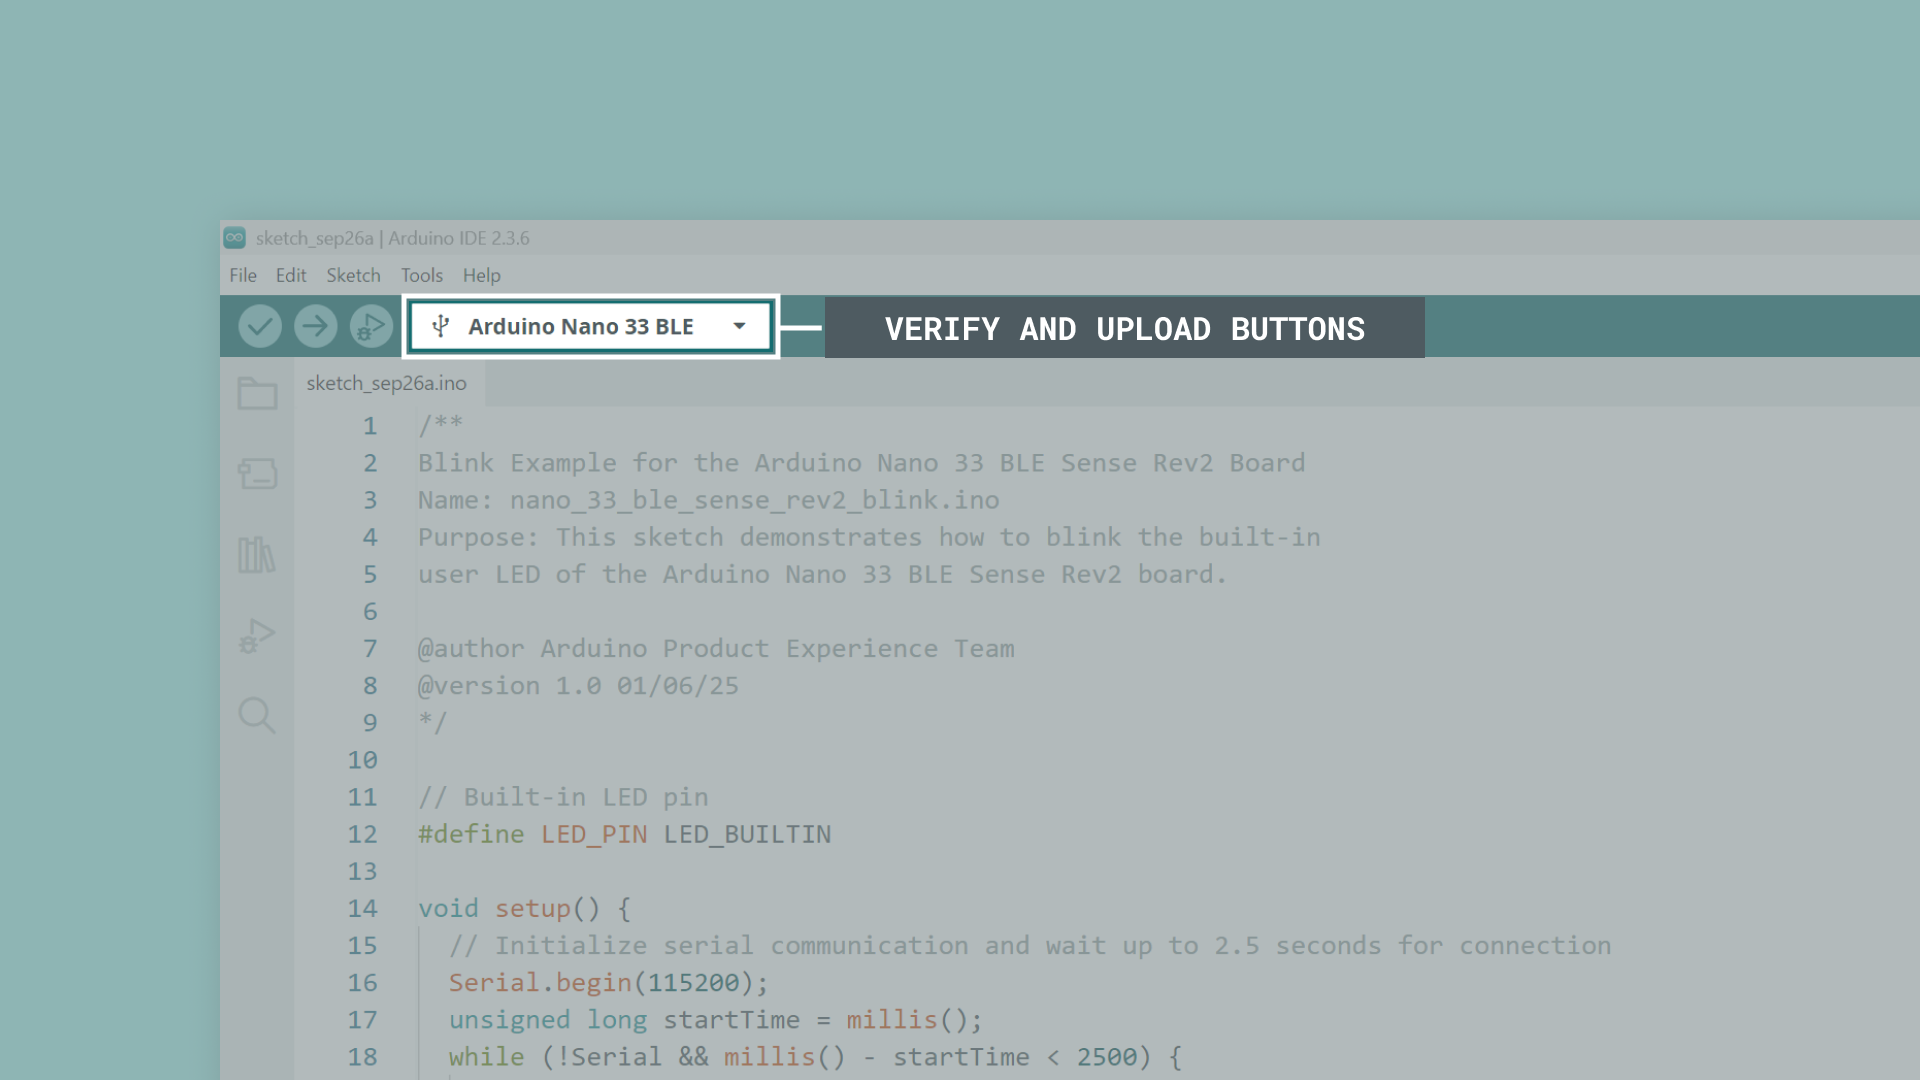 sketch_sep26a | Arduino IDE 2.3.6
File Edit Sketch Tools Help
Arduino Nano 33 BLE
VERIFY AND UPLOAD BUTTONS
sketch_sep26a.ino
1 /**
2 Blink Example for the Arduino Nano 33 BLE Sense Rev2 Board
3 Name: nano_33_ble_sense_rev2_blink.ino
4 Purpose: This sketch demonstrates how to blink the built-in
5 user LED of the Arduino Nano 33 BLE Sense Rev2 board.
6
7 @author Arduino Product Experience Team
8 @version 1.0 01/06/25
9 */
10
11 // Built-in LED pin
12 #define LED_PIN LED_BUILTIN
13
14 void setup() {
15 // Initialize serial communication and wait up to 2.5 seconds for connection
16 Serial.begin(115200);
17 unsigned long startTime = millis();
18 while (!Serial && millis() - startTime < 2500) {